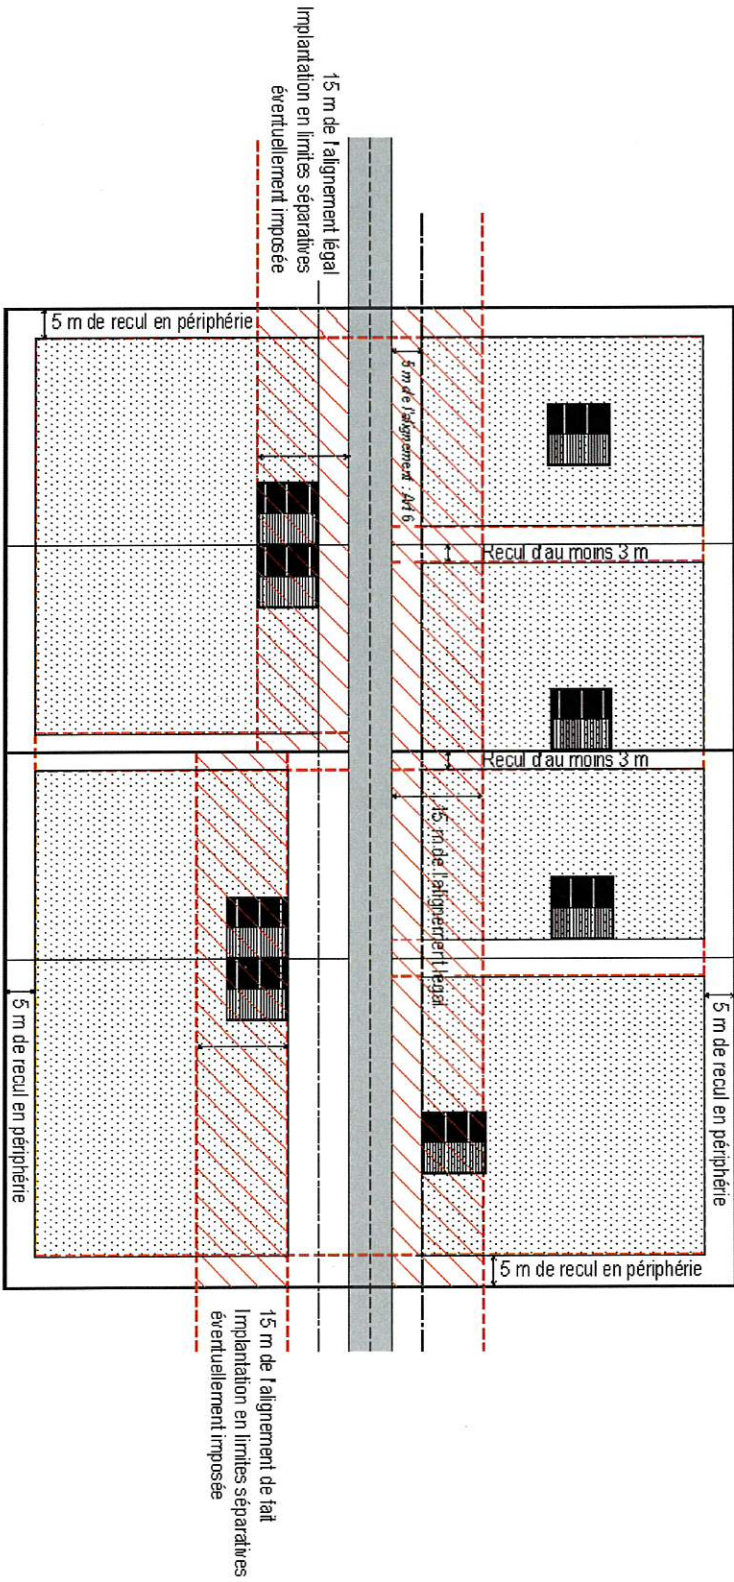 15 m de l'alignement légal
Implantation en limites séparatives
éventuellement imposée
5 m de recul en périphérie
5 m de l'alignement : Art 6
Recul d'au moins 3 m
Recul d'au moins 3 m
15 m de l'alignement légal
5 m de recul en périphérie
5 m de recul en périphérie
5 m de recul en périphérie
15 m de l'alignement de fait
Implantation en limites séparatives
éventuellement imposée